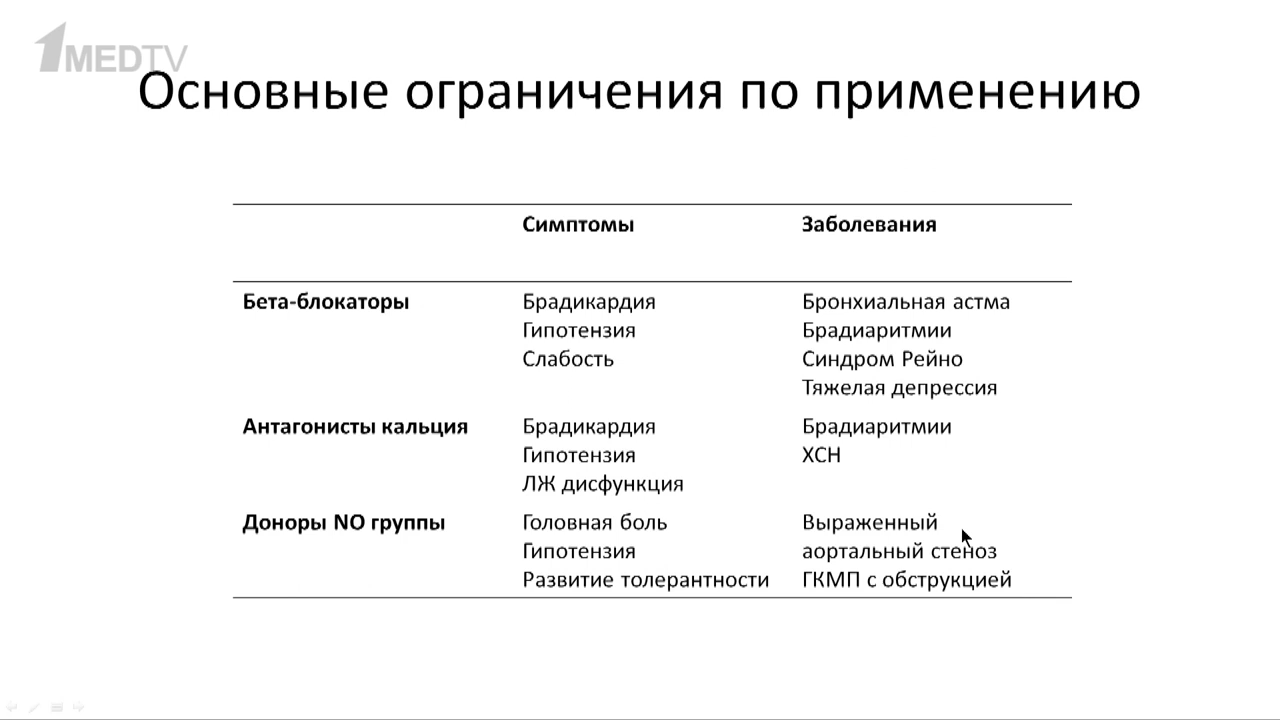 1MEDTV
Основные ограничения по применению
Симптомы Заболевания
Бета-блокаторы Брадикардия Бронхиальная астма
Гипотензия Брадиаритмии
Слабость Синдром Рейно
Тяжелая депрессия
Антагонисты кальция Брадикардия Брадиаритмии
Гипотензия ХСН
ЛЖ дисфункция
Доноры NO группы Головная боль Выраженный
Гипотензия аортальный стеноз
Развитие толерантности ГКМП с обструкцией